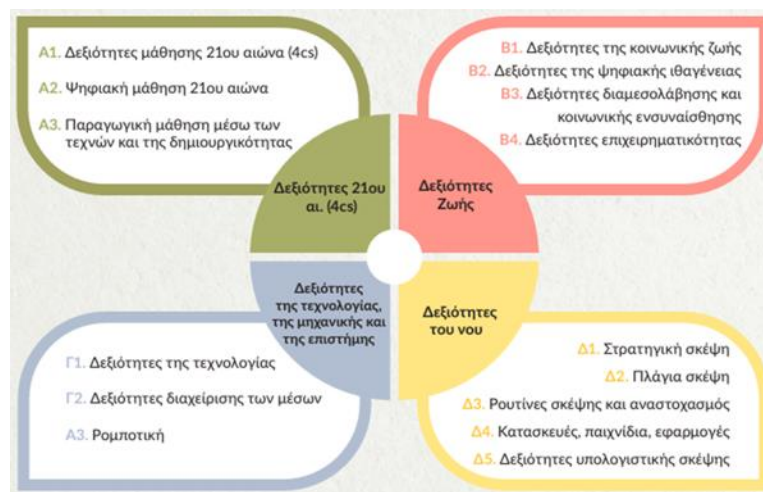 Α1. Δεξιότητες μάθησης 21ου αιώνα (4cs)
Α2. Ψηφιακή μάθηση 21ου αιώνα
Α3. Παραγωγική μάθηση μέσω των
τεχνών και της δημιουργικότητας
Β1. Δεξιότητες της κοινωνικής ζωής
Β2. Δεξιότητες της ψηφιακής ιθαγένειας
Β3. Δεξιότητες διαμεσολάβησης και
κοινωνικής ενσυναίσθησης
Β4. Δεξιότητες επιχειρηματικότητας
Δεξιότητες 21ου
αι. (4cs)
Δεξιότητες
Ζωής
Δεξιότητες
της τεχνολογίας,
της μηχανικής και
της επιστήμης
Δεξιότητες
του νου
Γ1. Δεξιότητες της τεχνολογίας
Γ2. Δεξιότητες διαχείρισης των μέσων
Α3. Ρομποτική
Δ1. Στρατηγική σκέψη
Δ2. Πλάγια σκέψη
Δ3. Ρουτίνες σκέψης και αναστοχασμός
Δ4. Κατασκευές, παιχνίδια, εφαρμογές
Δ5. Δεξιότητες υπολογιστικής σκέψης